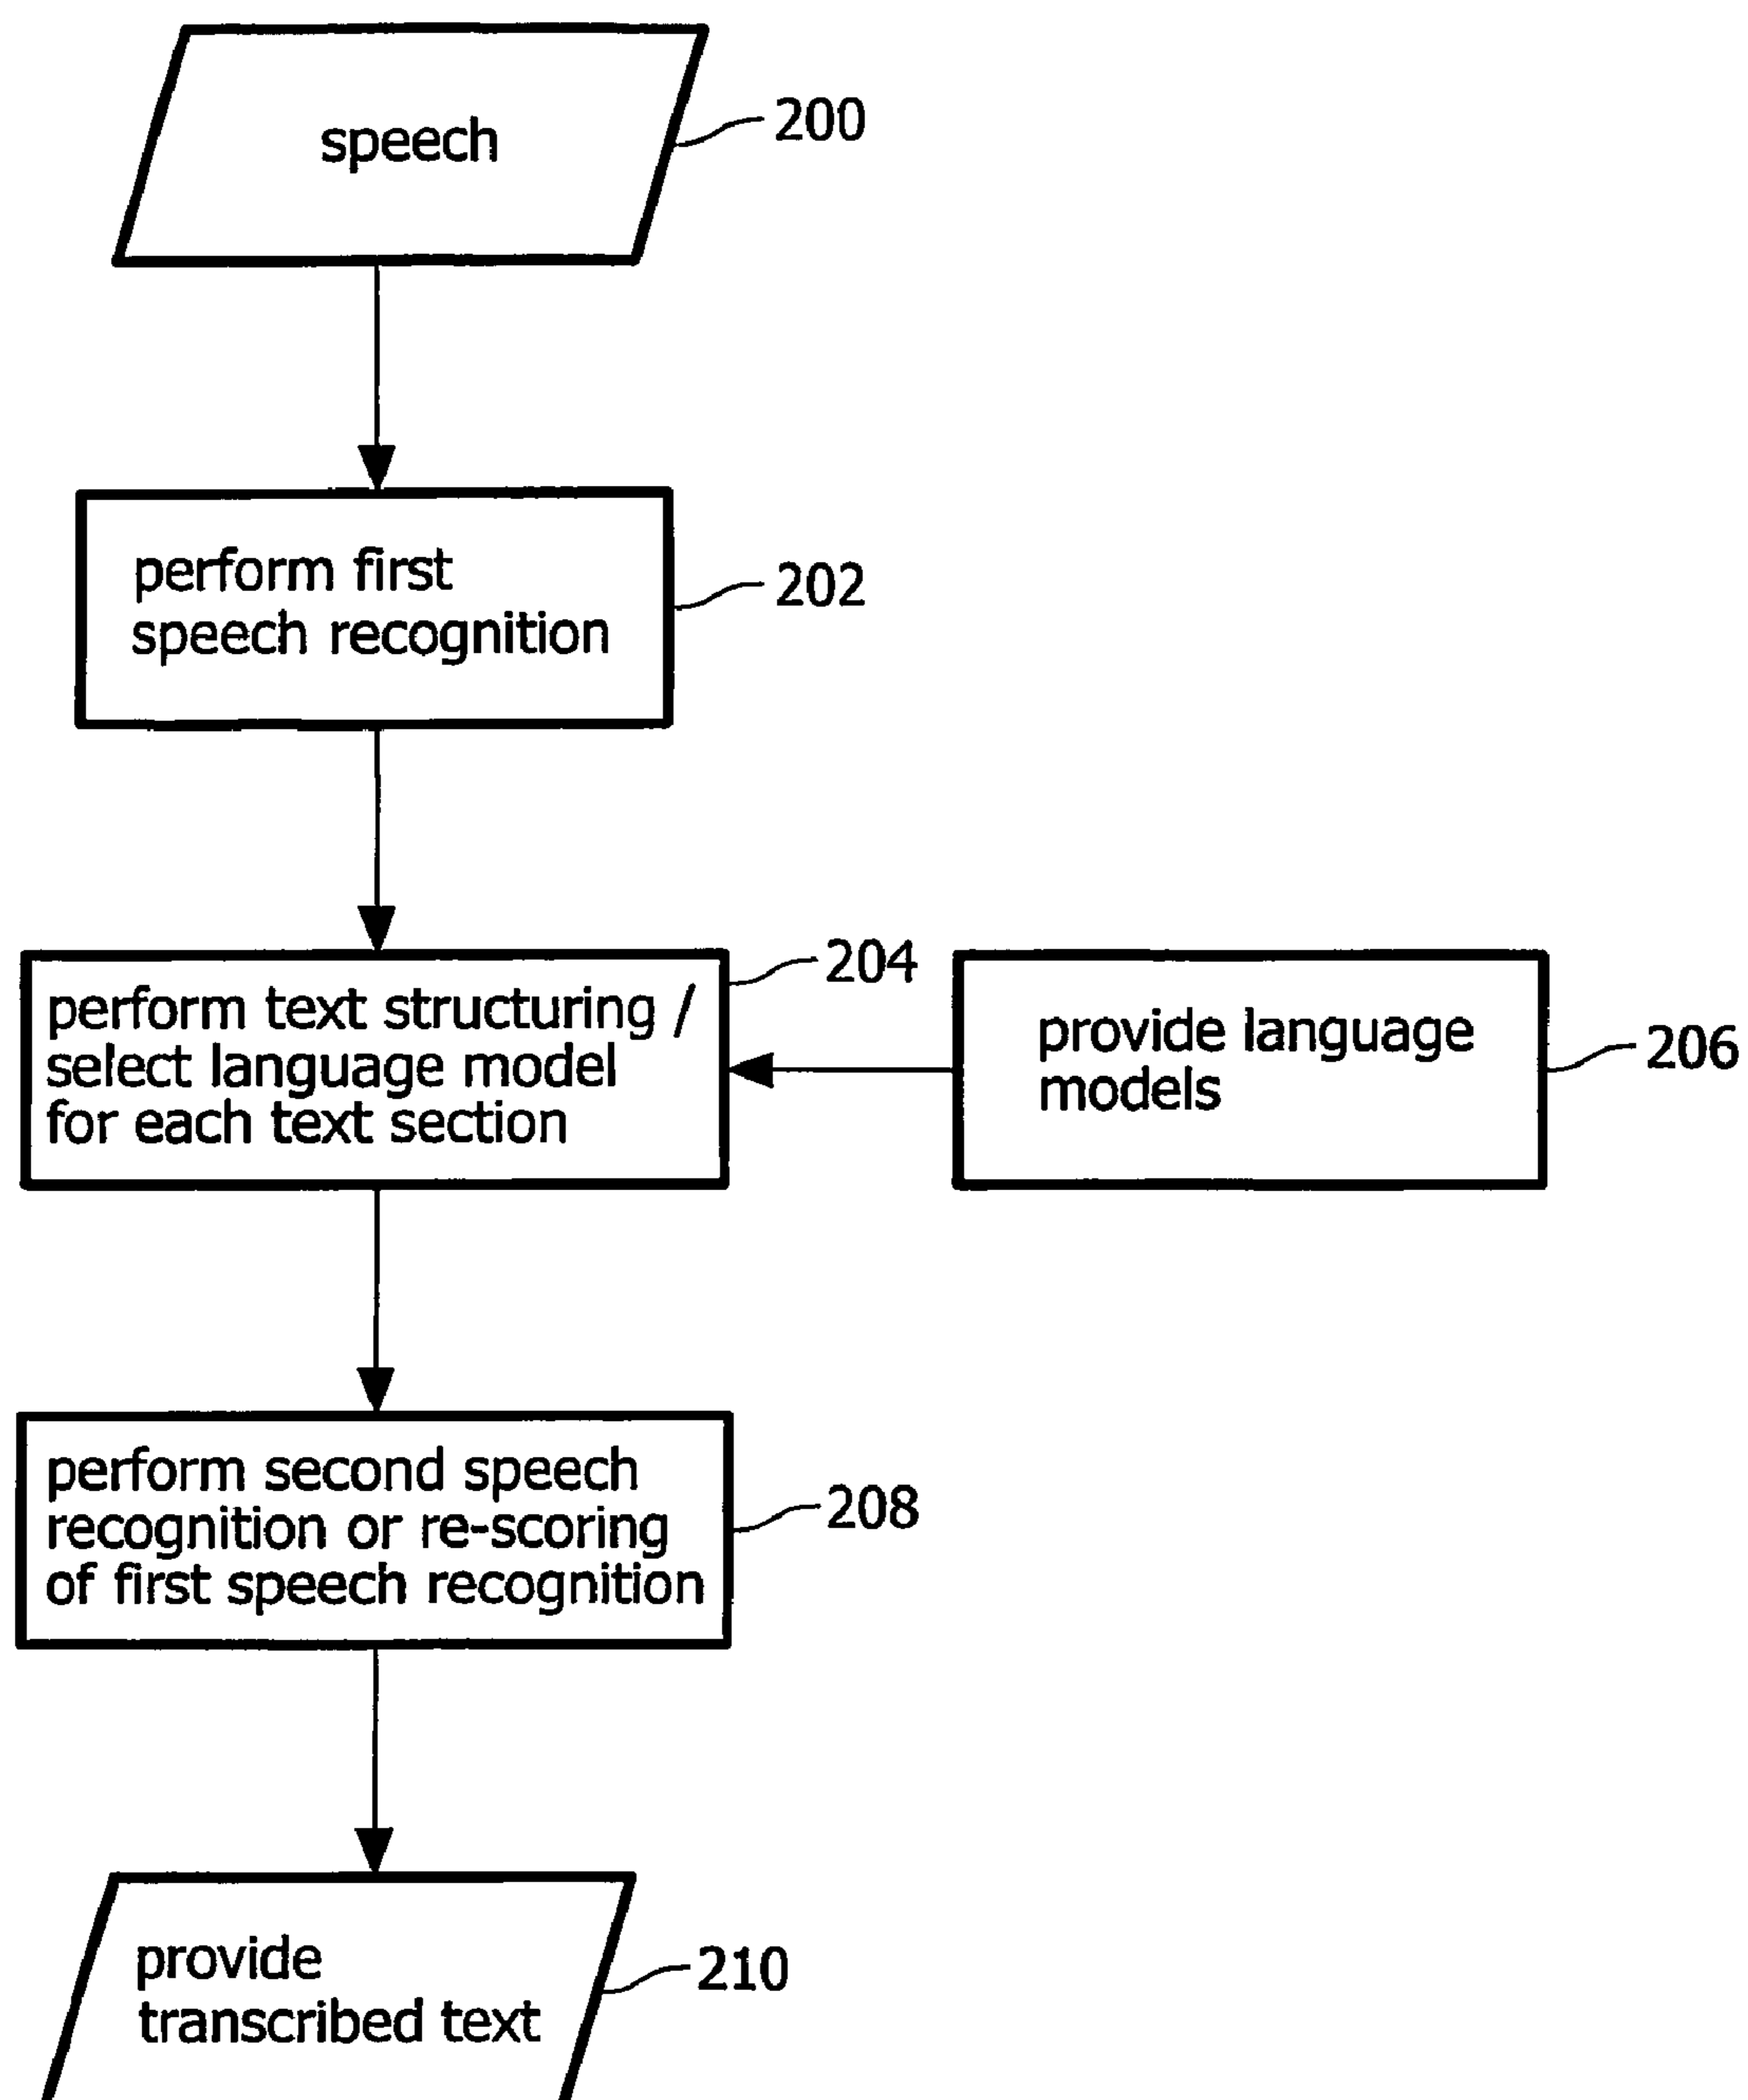 speech
200
perform first
speech recognition
202
perform text structuring /
select language model
for each text section
204
provide language
models
206
perform second speech
recognition or re-scoring
of first speech recognition
208
provide
transcribed text
210